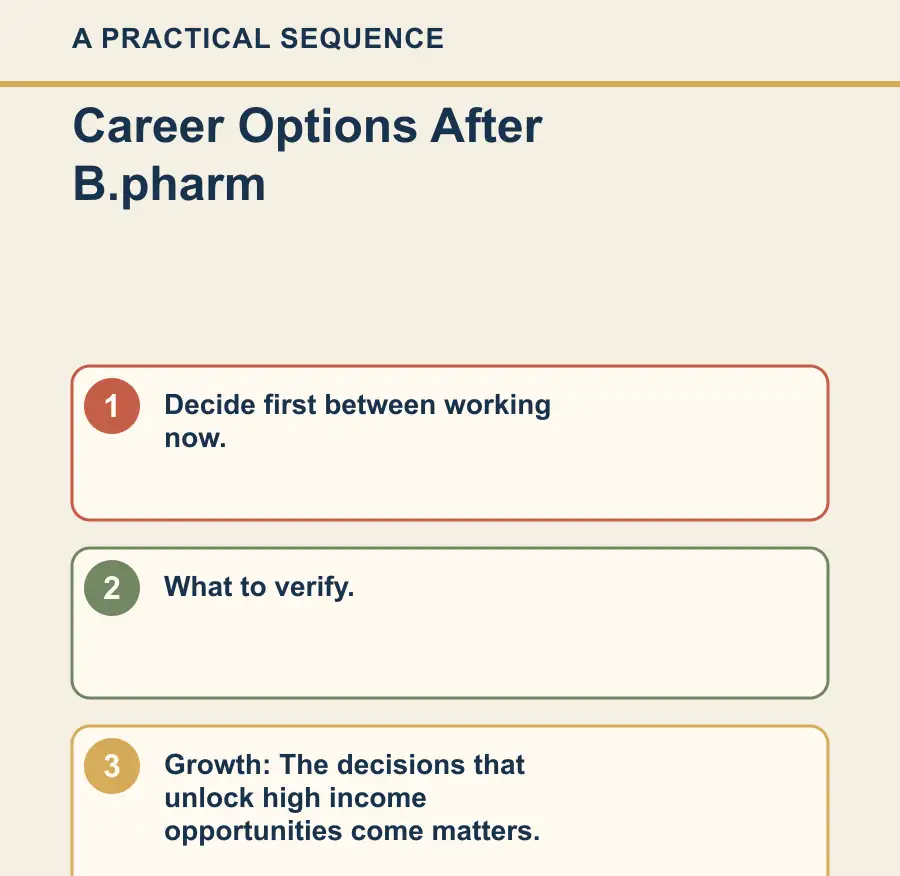 A PRACTICAL SEQUENCE
Career Options After
B.pharm
1
Decide first between working
now.
2
What to verify.
3
Growth: The decisions that
unlock high income
opportunities come matters.